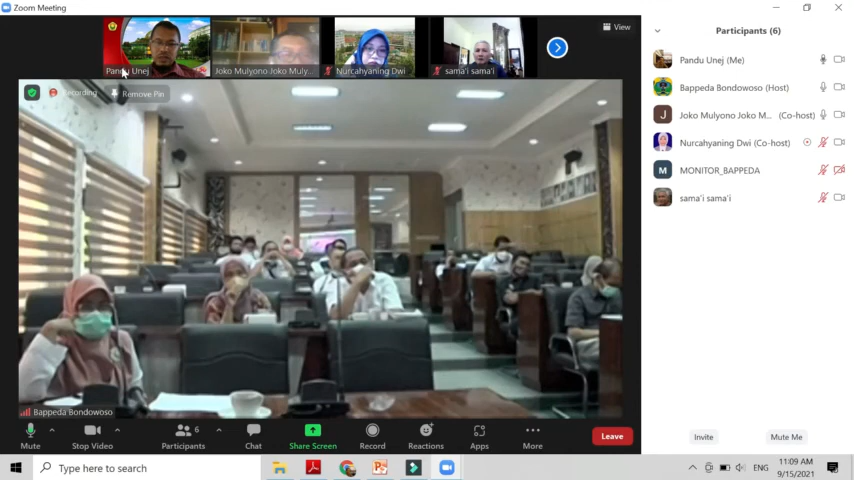 Zoom Meeting
View
Pandu Unej
Joko Mulyono Joko Muly...
Nurcahyaning Dwi
sama'i sama'i
Recording
Remove Pin
Bappeda Bondowoso
Participants (6)
Pandu Unej (Me)
Bappeda Bondowoso (Host)
J Joko Mulyono Joko M... (Co-host)
Nurcahyaning Dwi (Co-host)
M MONITOR_BAPPEDA
sama'i sama'i
Invite
Mute Me
6
Mute
Stop Video
Participants
Chat
Share Screen
Record
Reactions
Apps
More
Leave
Type here to search
ENG
11:09 AM
9/15/2021